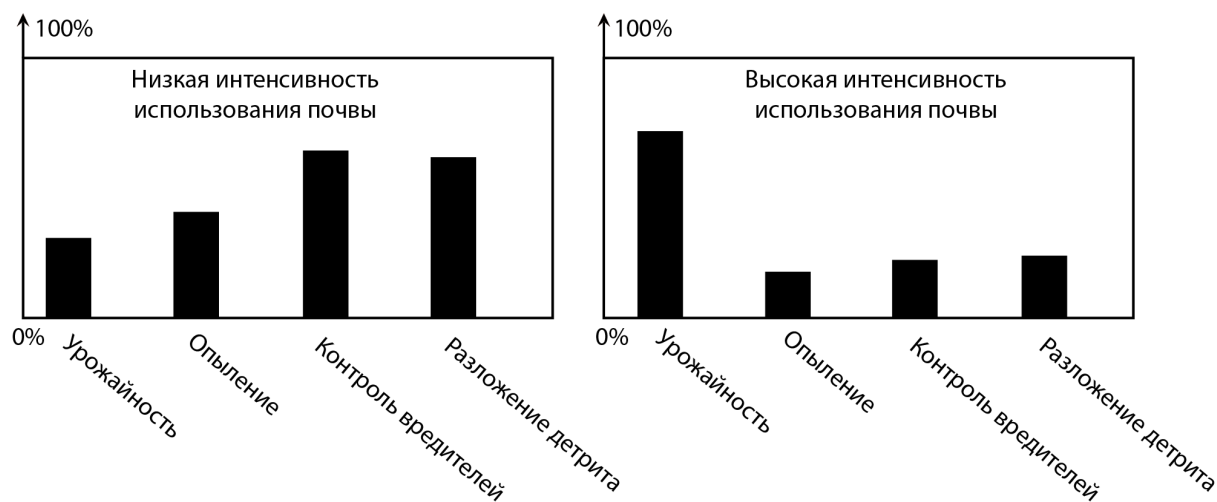 100%
Низкая интенсивность
использования почвы
0%
Урожайность
Опыление
Контроль вредителей
Разложение детрита
100%
Высокая интенсивность
использования почвы
0%
Урожайность
Опыление
Контроль вредителей
Разложение детрита